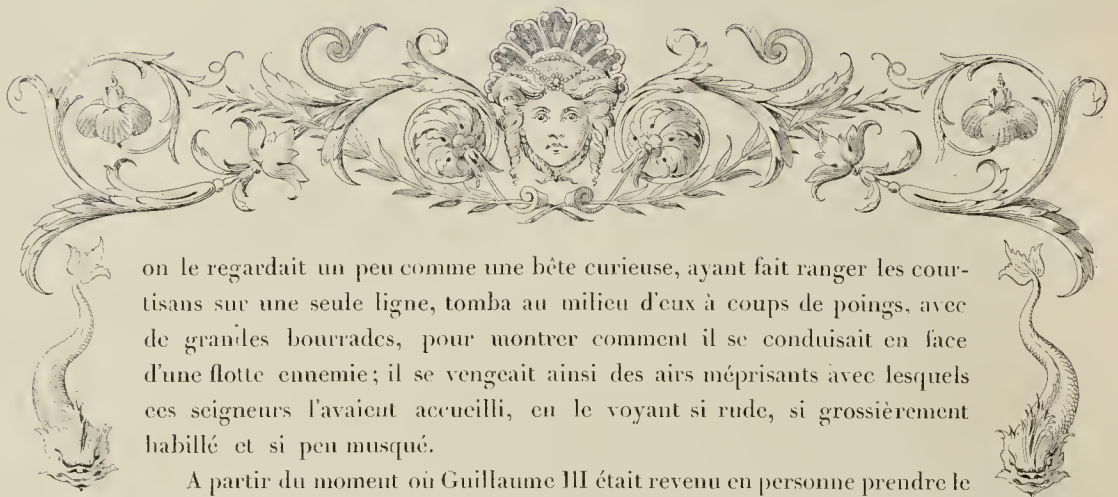 on le regardait un peu comme une bête curieuse, ayant fait ranger les cour-
tisans sur une seule ligne, tomba au milieu d'eux à coups de poings, avec
de grandes bourrades, pour montrer comment il se conduisait en face
d'une flotte ennemie; il se vengeait ainsi des airs méprisants avec lesquels
ces seigneurs l'avaient accueilli, en le voyant si rude, si grossièrement
habillé et si peu musqué.
A partir du moment où Guillaume III était revenu en personne prendre le